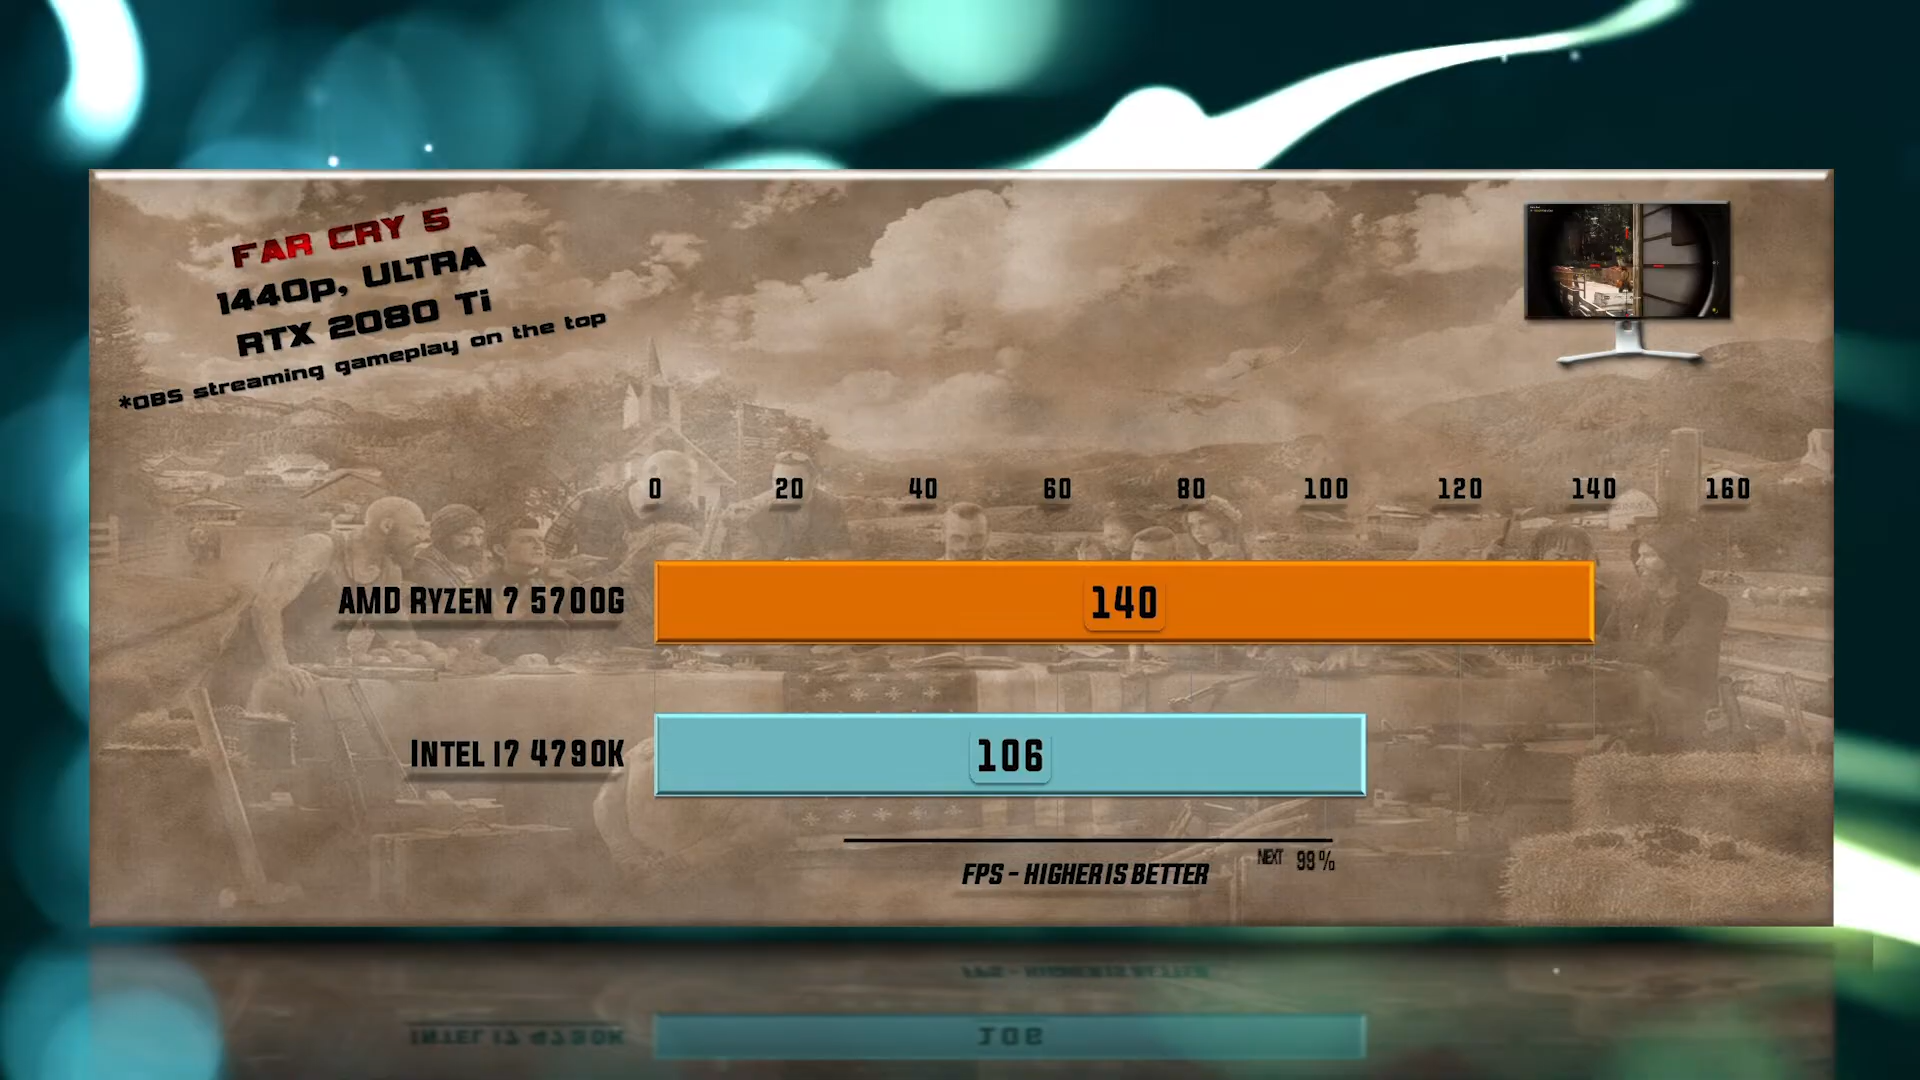 FAR CRY 5
1440p, ULTRA
RTX 2080 Ti
*OBS streaming gameplay on the top
0 20 40 60 80 100 120 140 160
AMD RYZEN 7 5700G 140
INTEL I7 4790K 106
FPS - HIGHER IS BETTER
NEXT 99%